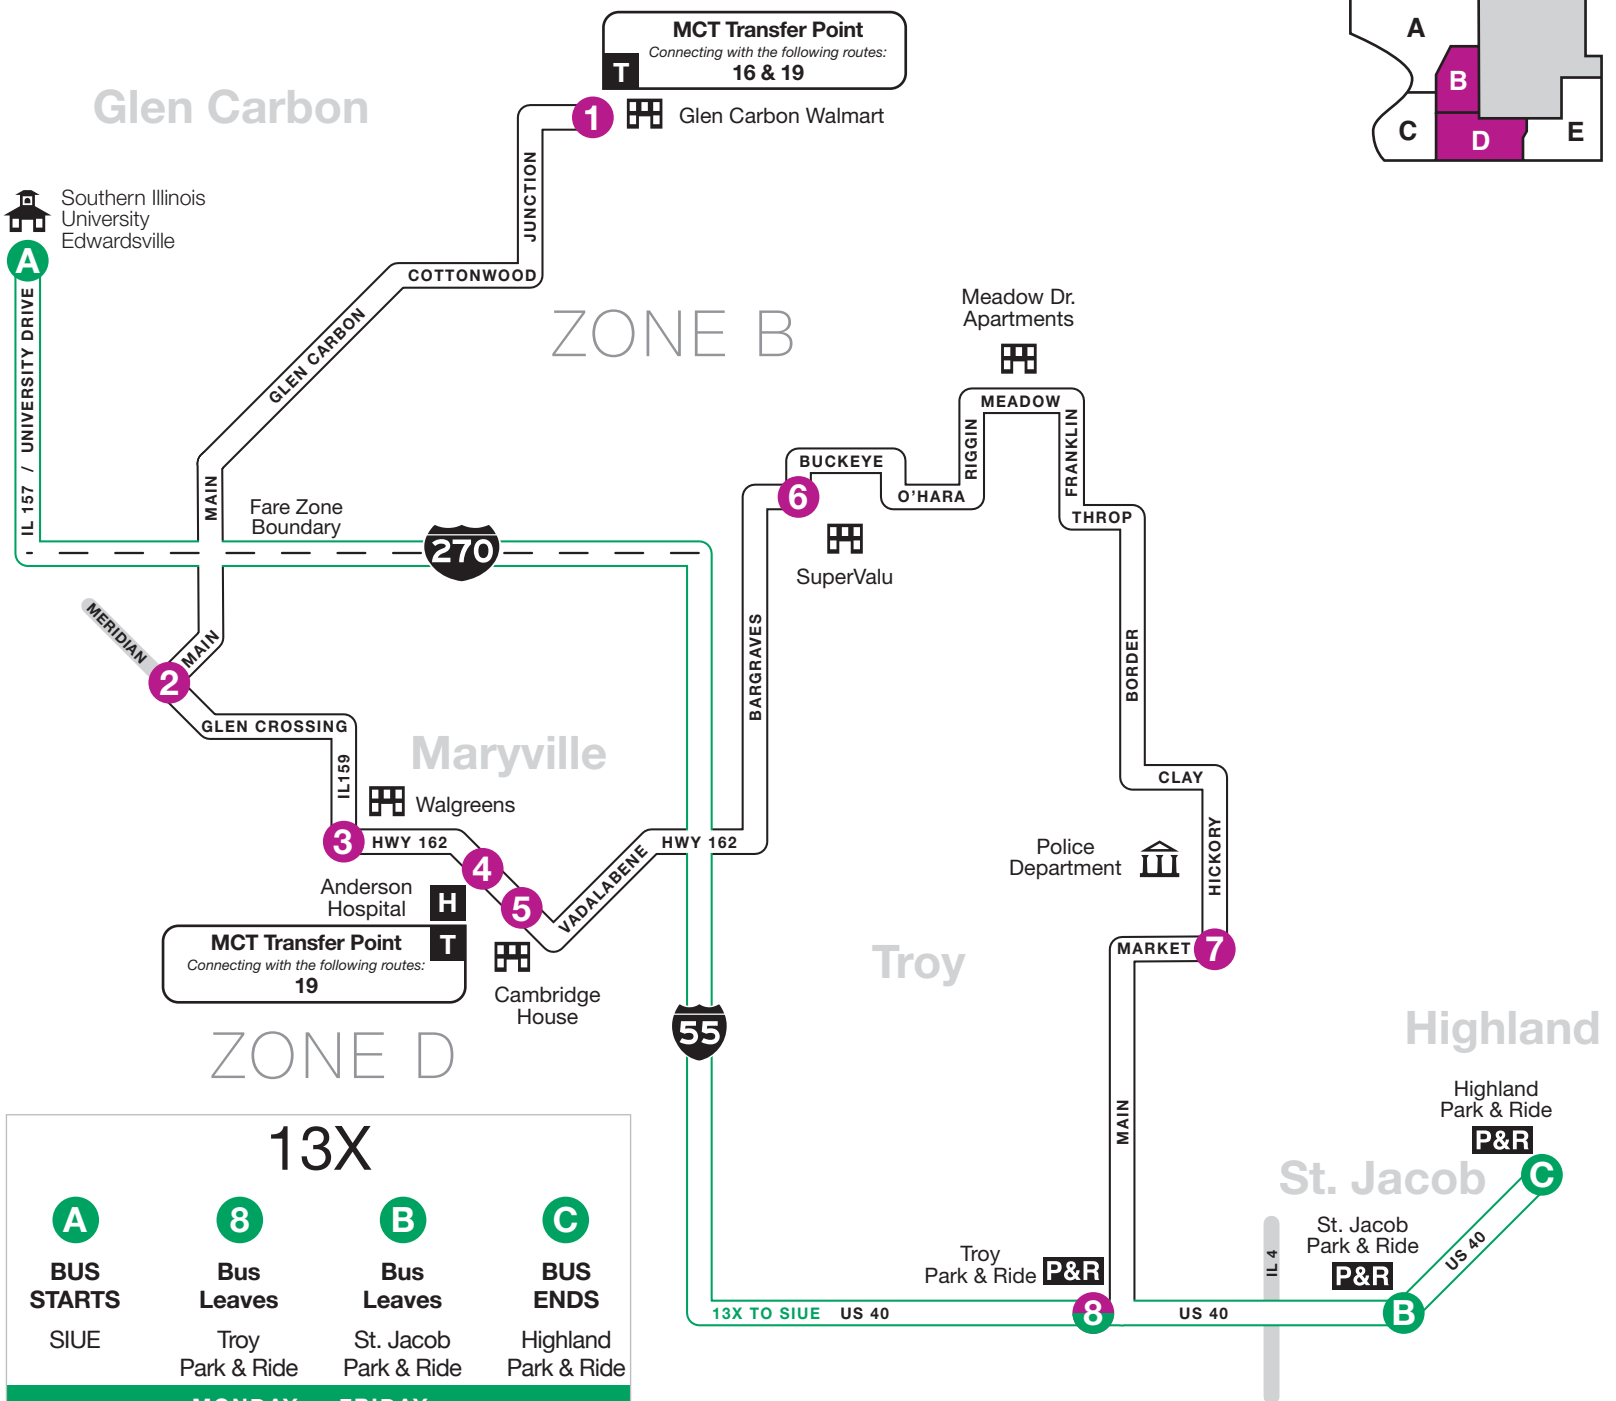 MCT Transfer Point
Connecting with the following routes:
16 & 19
T
1
Glen Carbon Walmart
Glen Carbon
A
B
C
D
E
Southern Illinois
University
Edwardsville
A
JUNCTION
COTTONWOOD
GLEN CARBON
MAIN
IL 157 / UNIVERSITY DRIVE
ZONE B
Meadow Dr.
Apartments
MEADOW
RIGGIN
FRANKLIN
BUCKEYE
O'HARA
THROP
6
SuperValu
Fare Zone
Boundary
270
MERIDIAN
MAIN
2
GLEN CROSSING
IL159
Maryville
Walgreens
3
HWY 162
4
5
VADALABENE
HWY 162
BARGRAVES
BORDER
CLAY
HICKORY
Police
Department
MARKET
7
Anderson
Hospital
H
T
MCT Transfer Point
Connecting with the following routes:
19
Cambridge
House
ZONE D
55
Troy
MAIN
Highland
Highland
Park & Ride
P&R
C
St. Jacob
St. Jacob
Park & Ride
P&R
US 40
B
IL 4
Troy
Park & Ride
P&R
8
13X TO SIUE
US 40
US 40
13X
A
8
B
C
BUS
STARTS
Bus
Leaves
Bus
Leaves
BUS
ENDS
SIUE
Troy
Park & Ride
St. Jacob
Park & Ride
Highland
Park & Ride